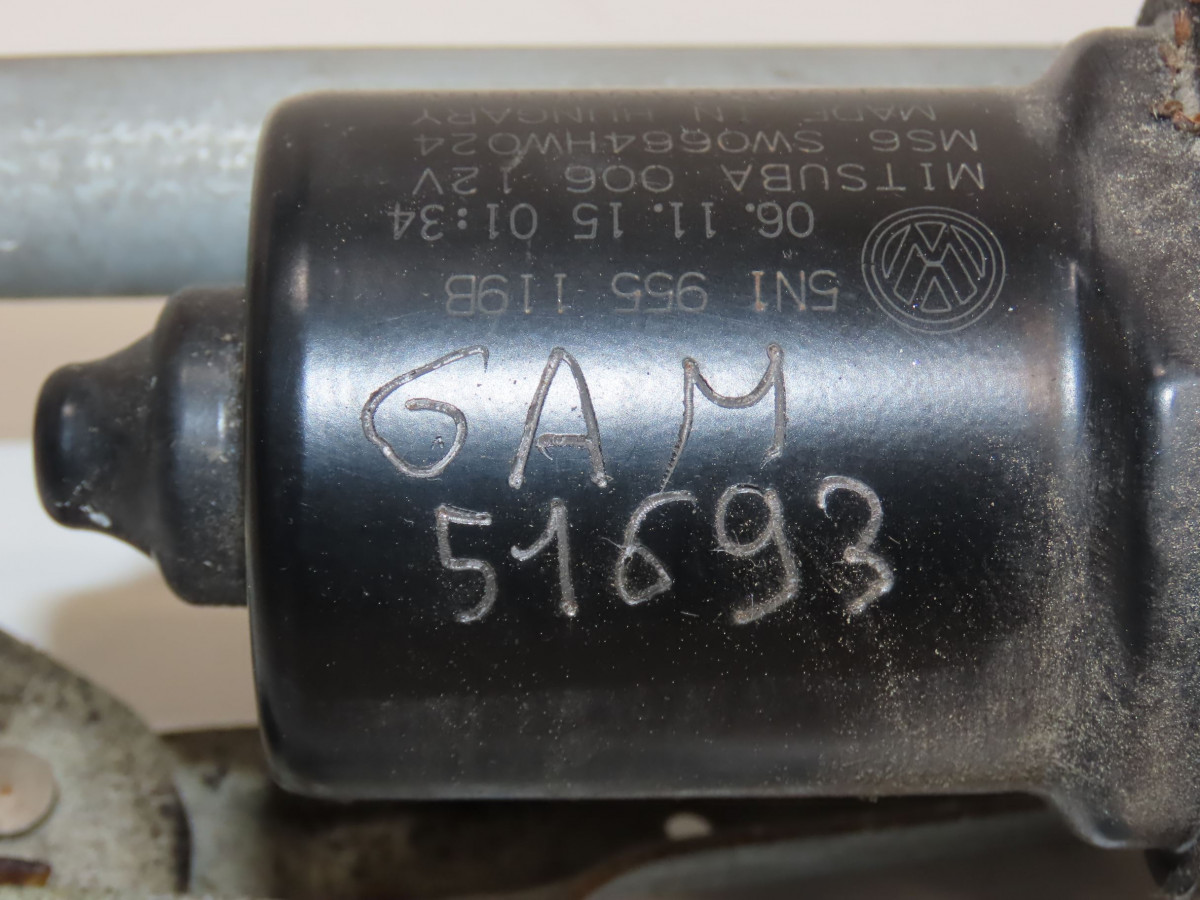 5N1 955 119B
06.11.15 01:34
MITSUBA 006 12V
MS6 SW0664HW024
MADE IN HUNGARY
GAM
51693